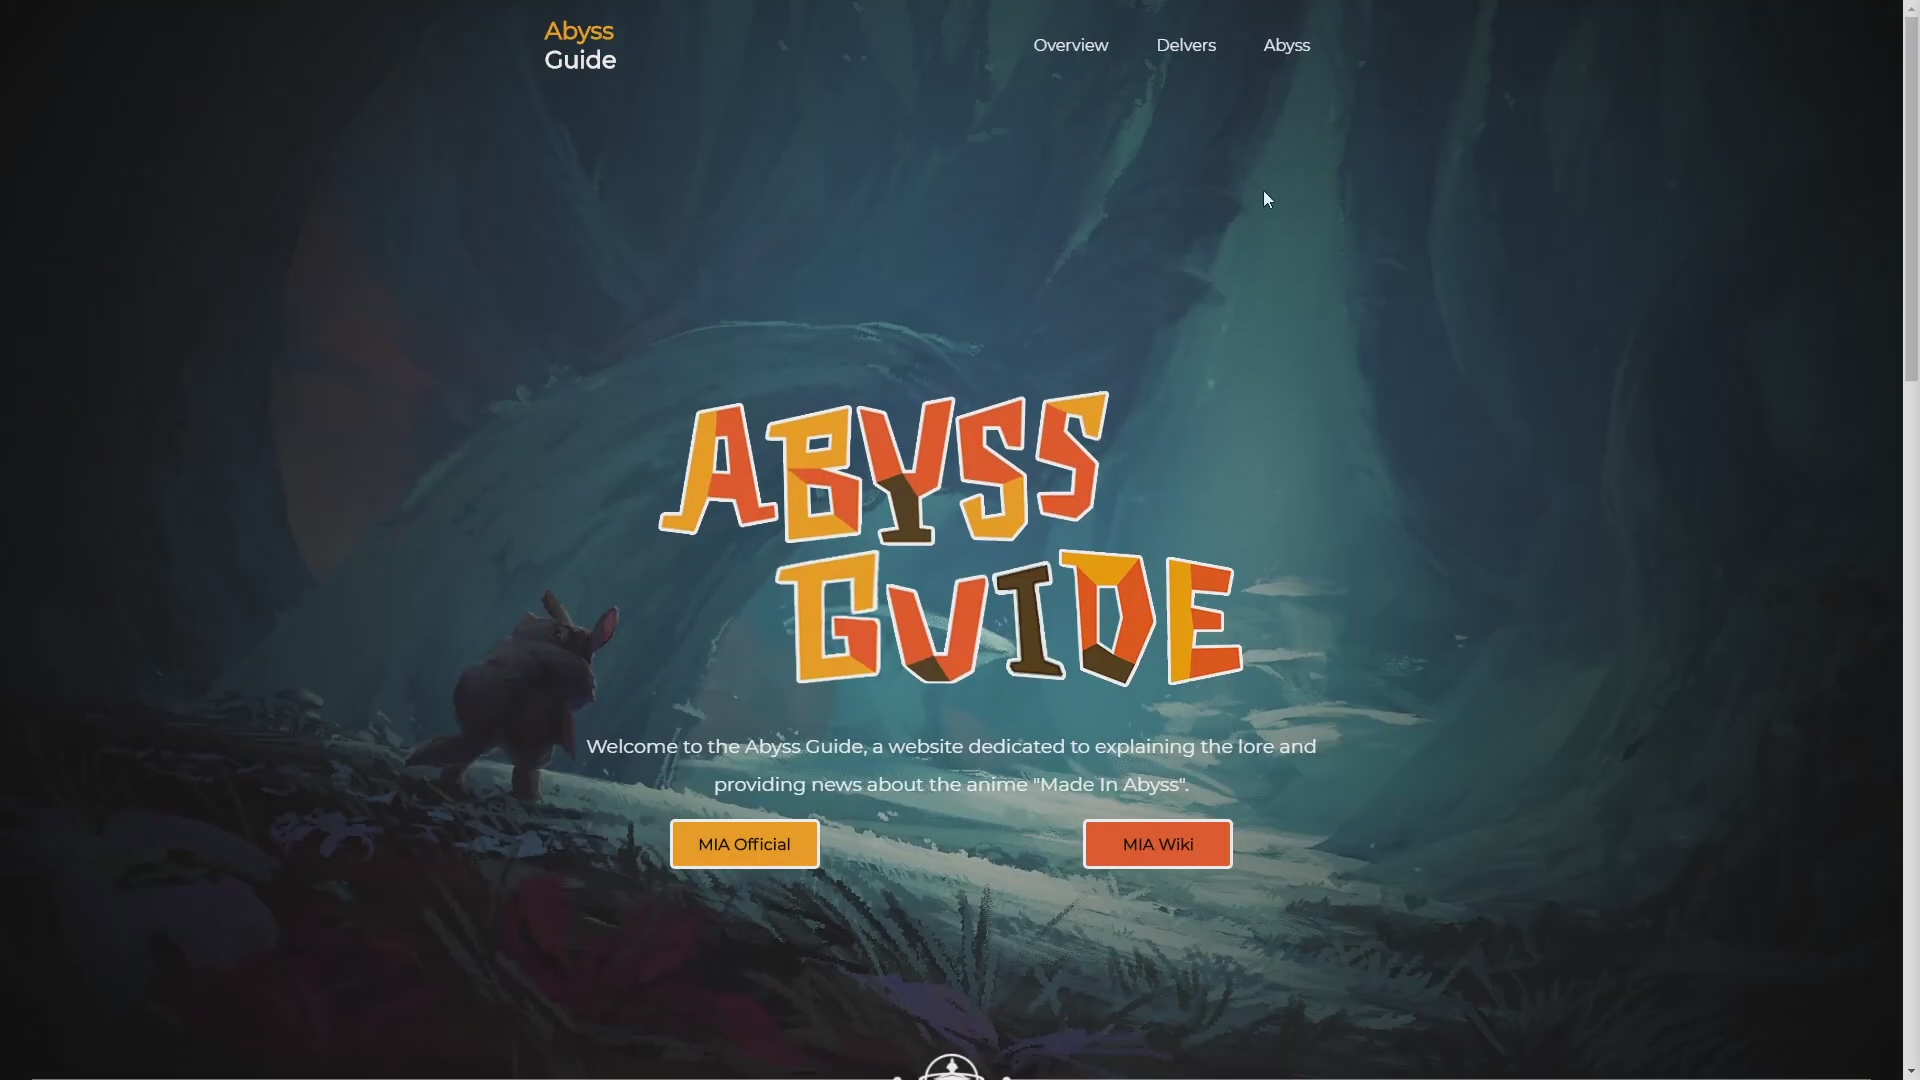 Abyss
Guide
Overview
Delvers
Abyss
ABYSS
GUIDE
Welcome to the Abyss Guide, a website dedicated to explaining the lore and
providing news about the anime "Made In Abyss".
MIA Official
MIA Wiki